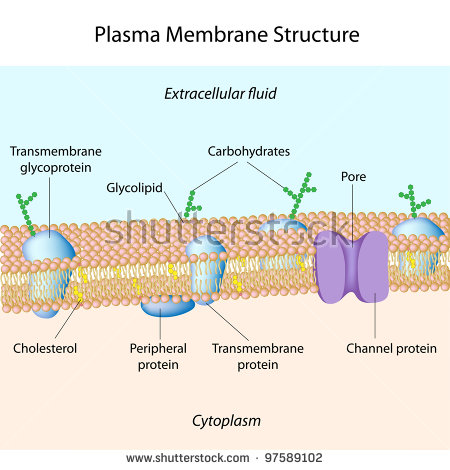 Plasma Membrane Structure
Extracellular fluid
Transmembrane
glycoprotein
Carbohydrates
Glycolipid
Pore
shutterstock
Cholesterol
Peripheral
protein
Transmembrane
protein
Channel protein
Cytoplasm
www.shutterstock.com · 97589102